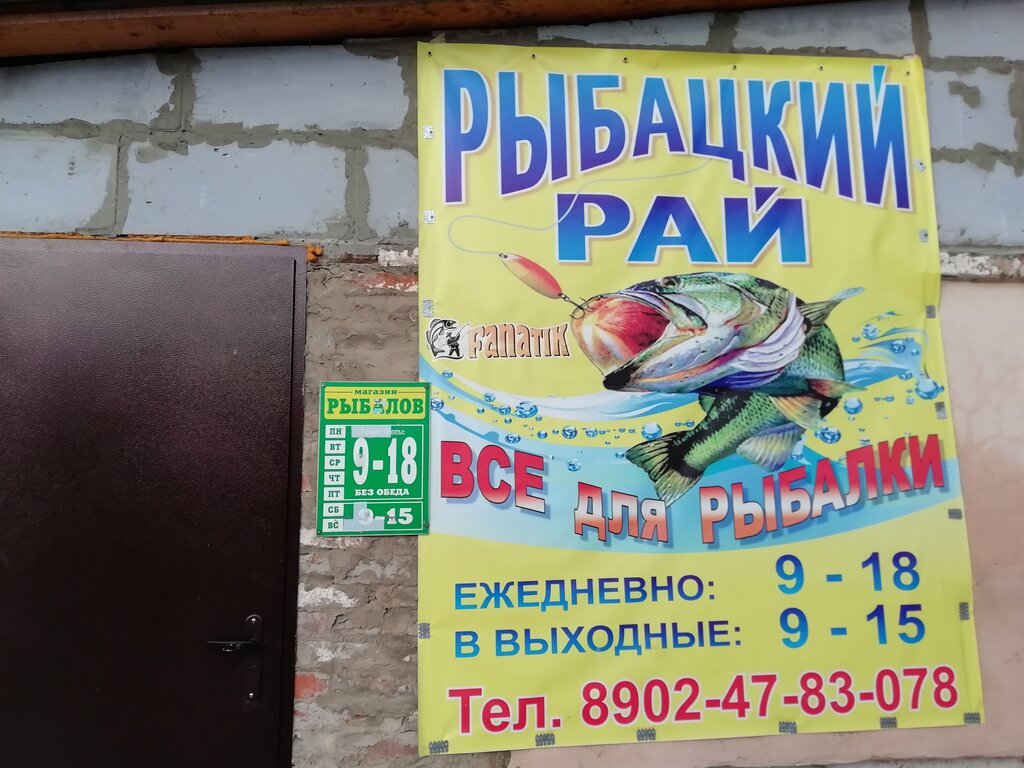 РЫБАЦКИЙ
РАЙ
Fanatik
ВСЕ ДЛЯ РЫБАЛКИ
ЕЖЕДНЕВНО: 9 - 18
В ВЫХОДНЫЕ: 9 - 15
Тел. 8902-47-83-078
магазин
РЫБАЛОВ
ПН
ВТ
СР
ЧТ
ПТ
9-18
БЕЗ ОБЕДА
СБ
ВС
9-15